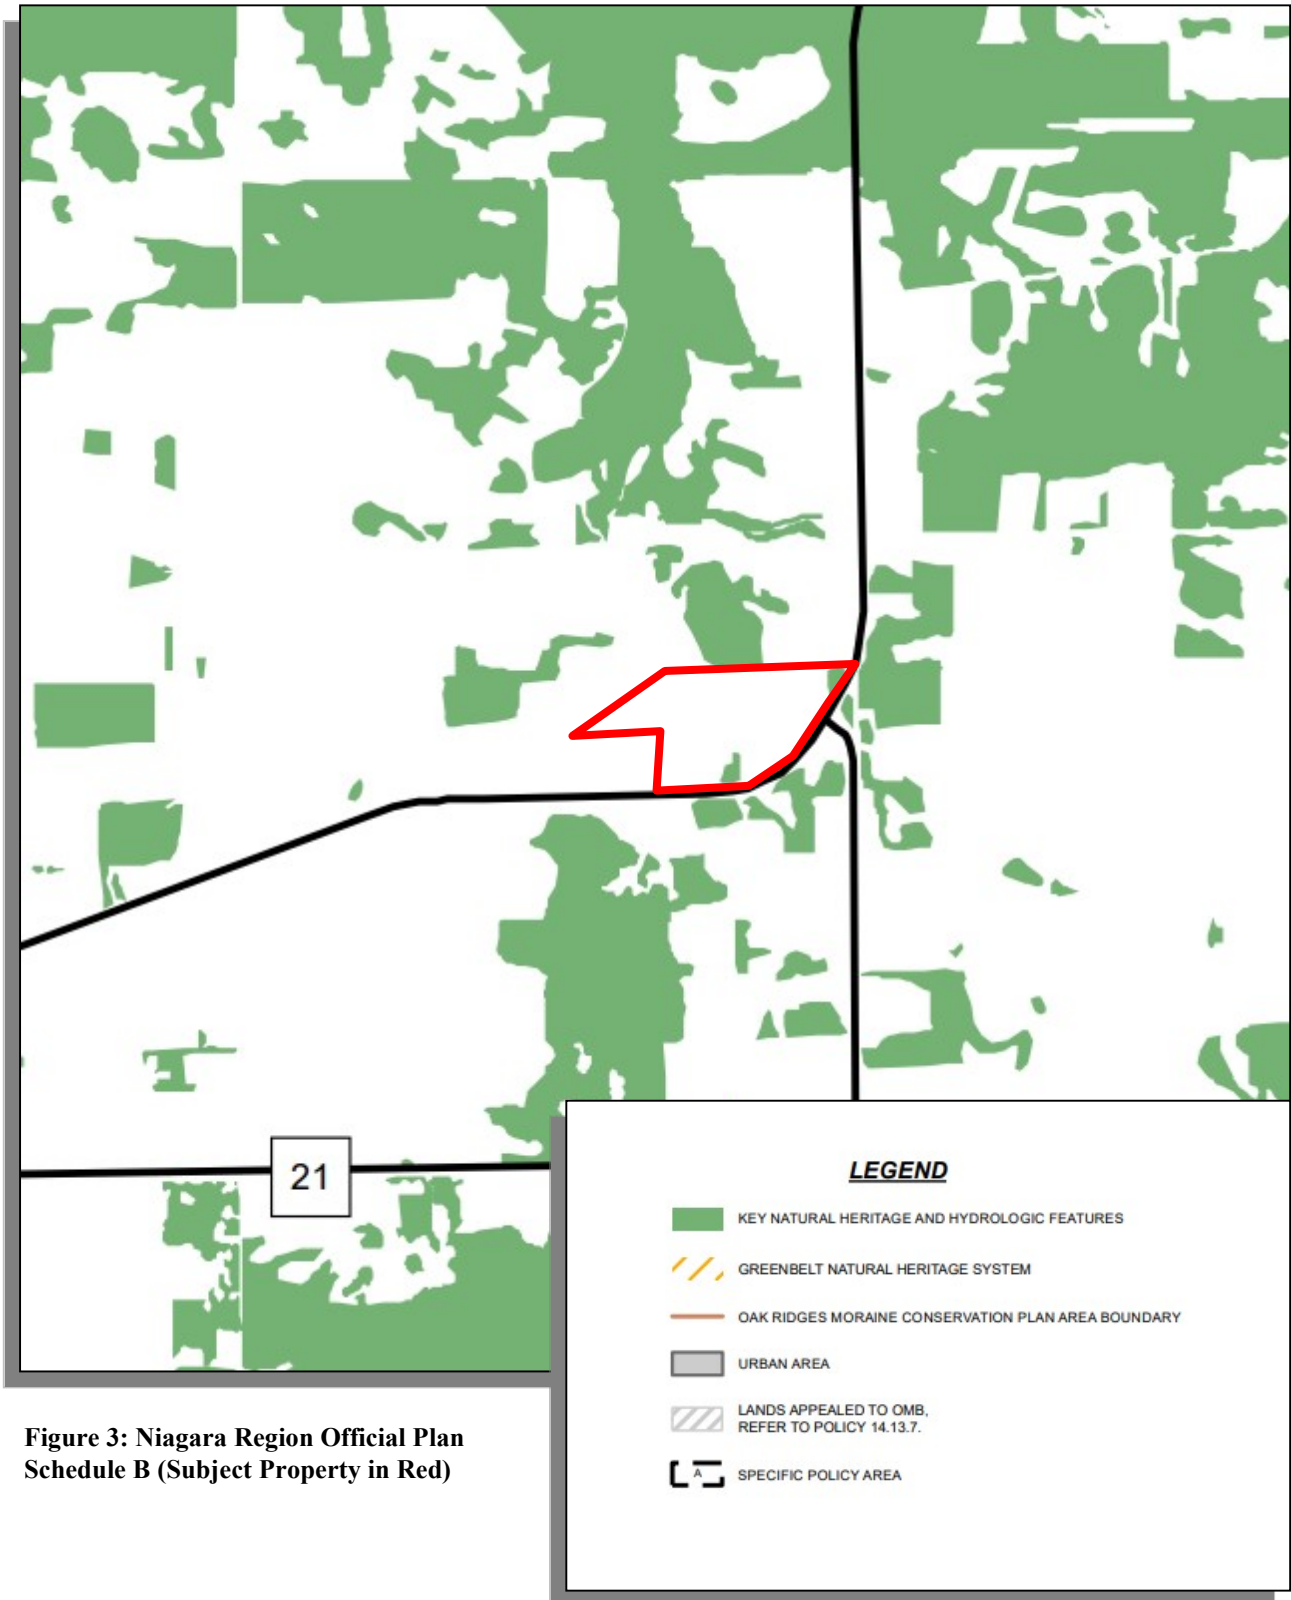 21
LEGEND
KEY NATURAL HERITAGE AND HYDROLOGIC FEATURES
GREENBELT NATURAL HERITAGE SYSTEM
OAK RIDGES MORAINE CONSERVATION PLAN AREA BOUNDARY
URBAN AREA
LANDS APPEALED TO OMB,
REFER TO POLICY 14.13.7.
A
SPECIFIC POLICY AREA
Figure 3: Niagara Region Official Plan
Schedule B (Subject Property in Red)